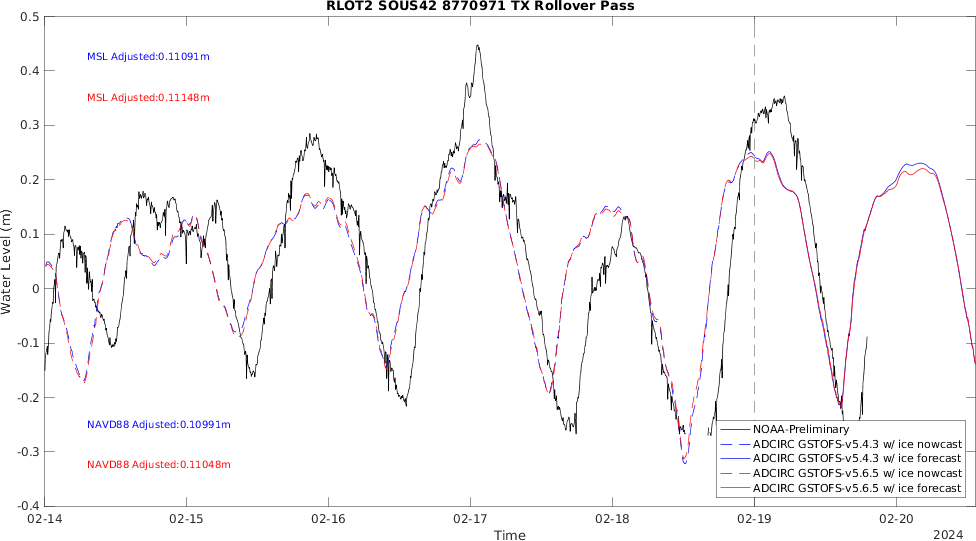 RLOT2 SOUS42 8770971 TX Rollover Pass
0.5
0.4
0.3
0.2
0.1
0
-0.1
-0.2
-0.3
-0.4
Water Level (m)
MSL Adjusted:0.11091m
MSL Adjusted:0.11148m
NAVD88 Adjusted:0.10991m
NAVD88 Adjusted:0.11048m
NOAA-Preliminary
ADCIRC GSTOFS-v5.4.3 w/ ice nowcast
ADCIRC GSTOFS-v5.4.3 w/ ice forecast
ADCIRC GSTOFS-v5.6.5 w/ ice nowcast
ADCIRC GSTOFS-v5.6.5 w/ ice forecast
02-14 02-15 02-16 02-17 02-18 02-19 02-20
Time
2024